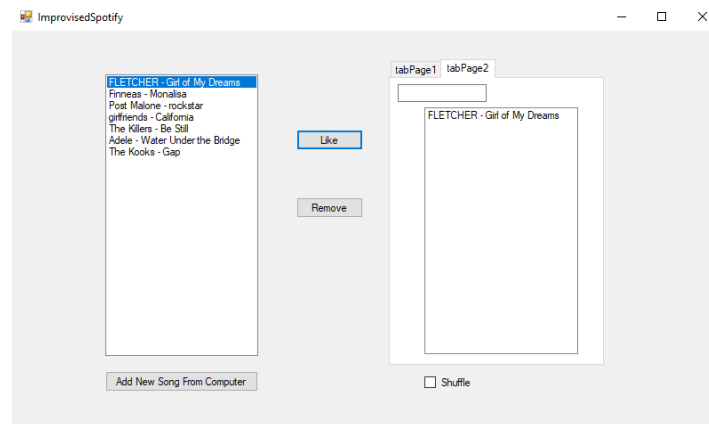 ImprovisedSpotify
FLETCHER - Girl of My Dreams
Finneas - Monalisa
Post Malone - rockstar
girlfriends - California
The Killers - Be Still
Adele - Water Under the Bridge
The Kooks - Gap
Add New Song From Computer
Like
Remove
tabPage1 tabPage2
FLETCHER - Girl of My Dreams
Shuffle